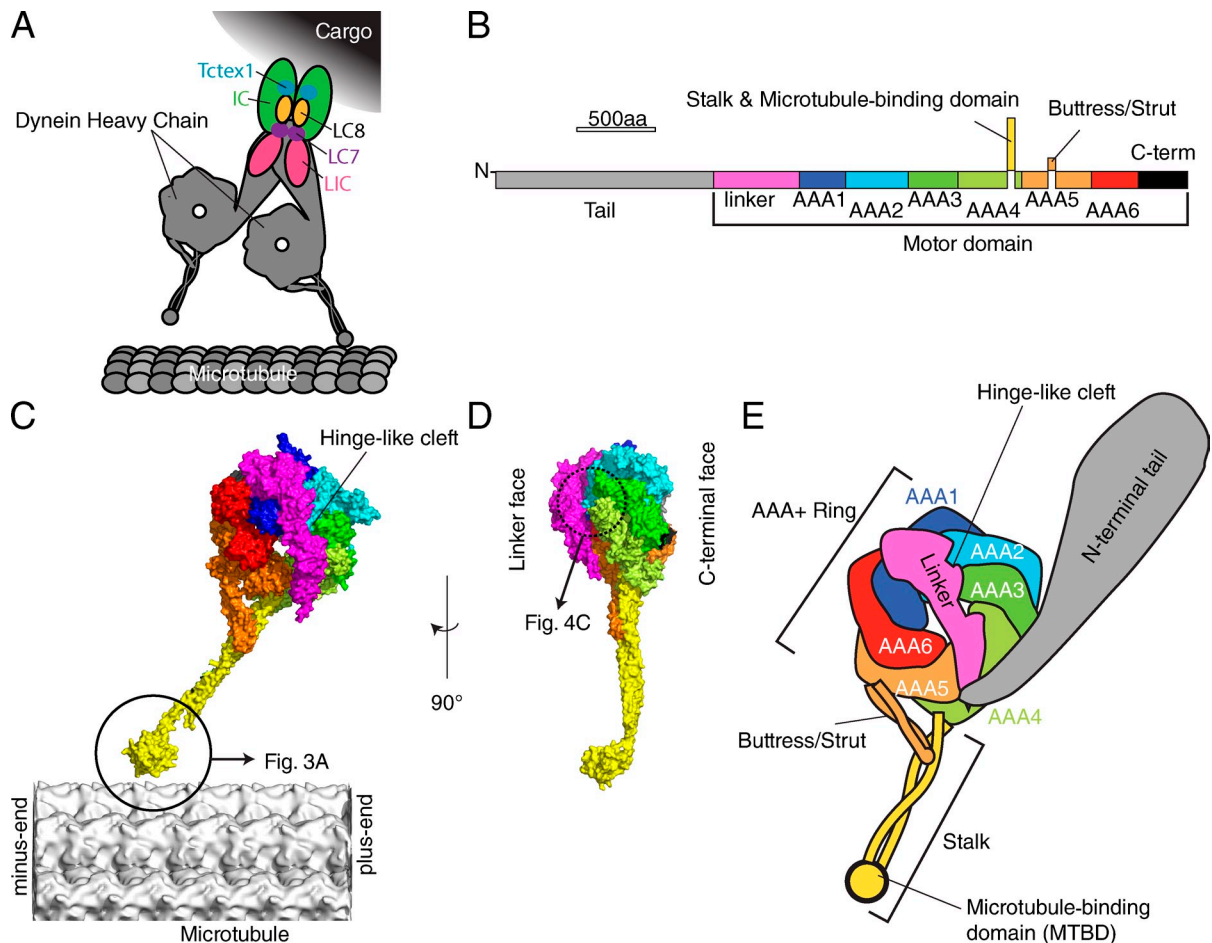 A
Cargo
Tctex1
IC
Dynein Heavy Chain
LC8
LC7
LIC
Microtubule
B
Stalk & Microtubule-binding domain
Buttress/Strut
500aa
C-term
N-
Tail
linker
AAA1
AAA2
AAA3
AAA4
AAA5
AAA6
Motor domain
C
Hinge-like cleft
Fig. 3A
minus-end
plus-end
Microtubule
90°
D
Linker face
C-terminal face
Fig. 4C
E
Hinge-like cleft
AAA+ Ring
AAA1
N-terminal tail
AAA2
Linker
AAA3
AAA6
AAA5
AAA4
Buttress/Strut
Stalk
Microtubule-binding
domain (MTBD)